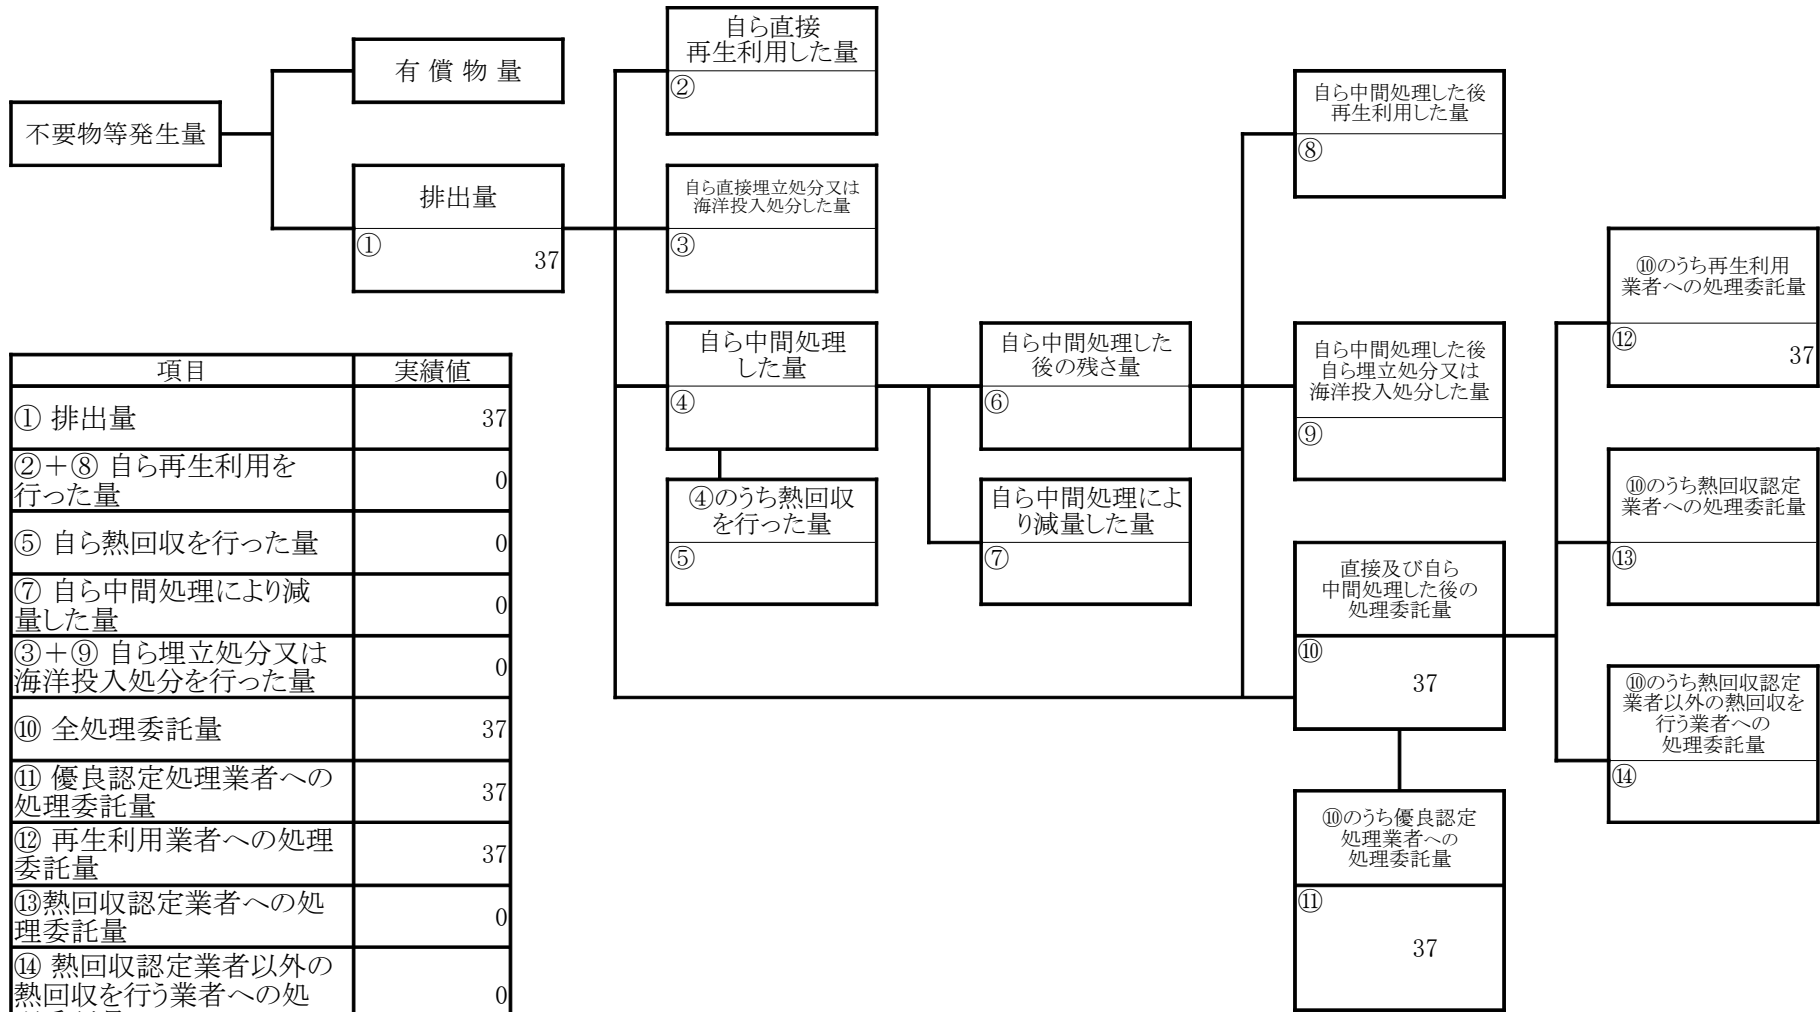 不要物等発生量
有 償 物 量
排出量
①
37
自ら直接
再生利用した量
②
自ら直接埋立処分又は
海洋投入処分した量
③
自ら中間処理
した量
④
④のうち熱回収
を行った量
⑤
自ら中間処理した
後の残さ量
⑥
自ら中間処理によ
り減量した量
⑦
自ら中間処理した後
再生利用した量
⑧
自ら中間処理した後
自ら埋立処分又は
海洋投入処分した量
⑨
直接及び自ら
中間処理した後の
処理委託量
⑩
37
⑩のうち優良認定
処理業者への
処理委託量
⑪
37
⑩のうち再生利用
業者への処理委託量
⑫
37
⑩のうち熱回収認定
業者への処理委託量
⑬
⑩のうち熱回収認定
業者以外の熱回収を
行う業者への
処理委託量
⑭
項目 実績値
① 排出量 37
②＋⑧ 自ら再生利用を
行った量 0
⑤ 自ら熱回収を行った量 0
⑦ 自ら中間処理により減
量した量 0
③＋⑨ 自ら埋立処分又は
海洋投入処分を行った量 0
⑩ 全処理委託量 37
⑪ 優良認定処理業者への
処理委託量 37
⑫ 再生利用業者への処理
委託量 37
⑬熱回収認定業者への処
理委託量 0
⑭ 熱回収認定業者以外の
熱回収を行う業者への処 0